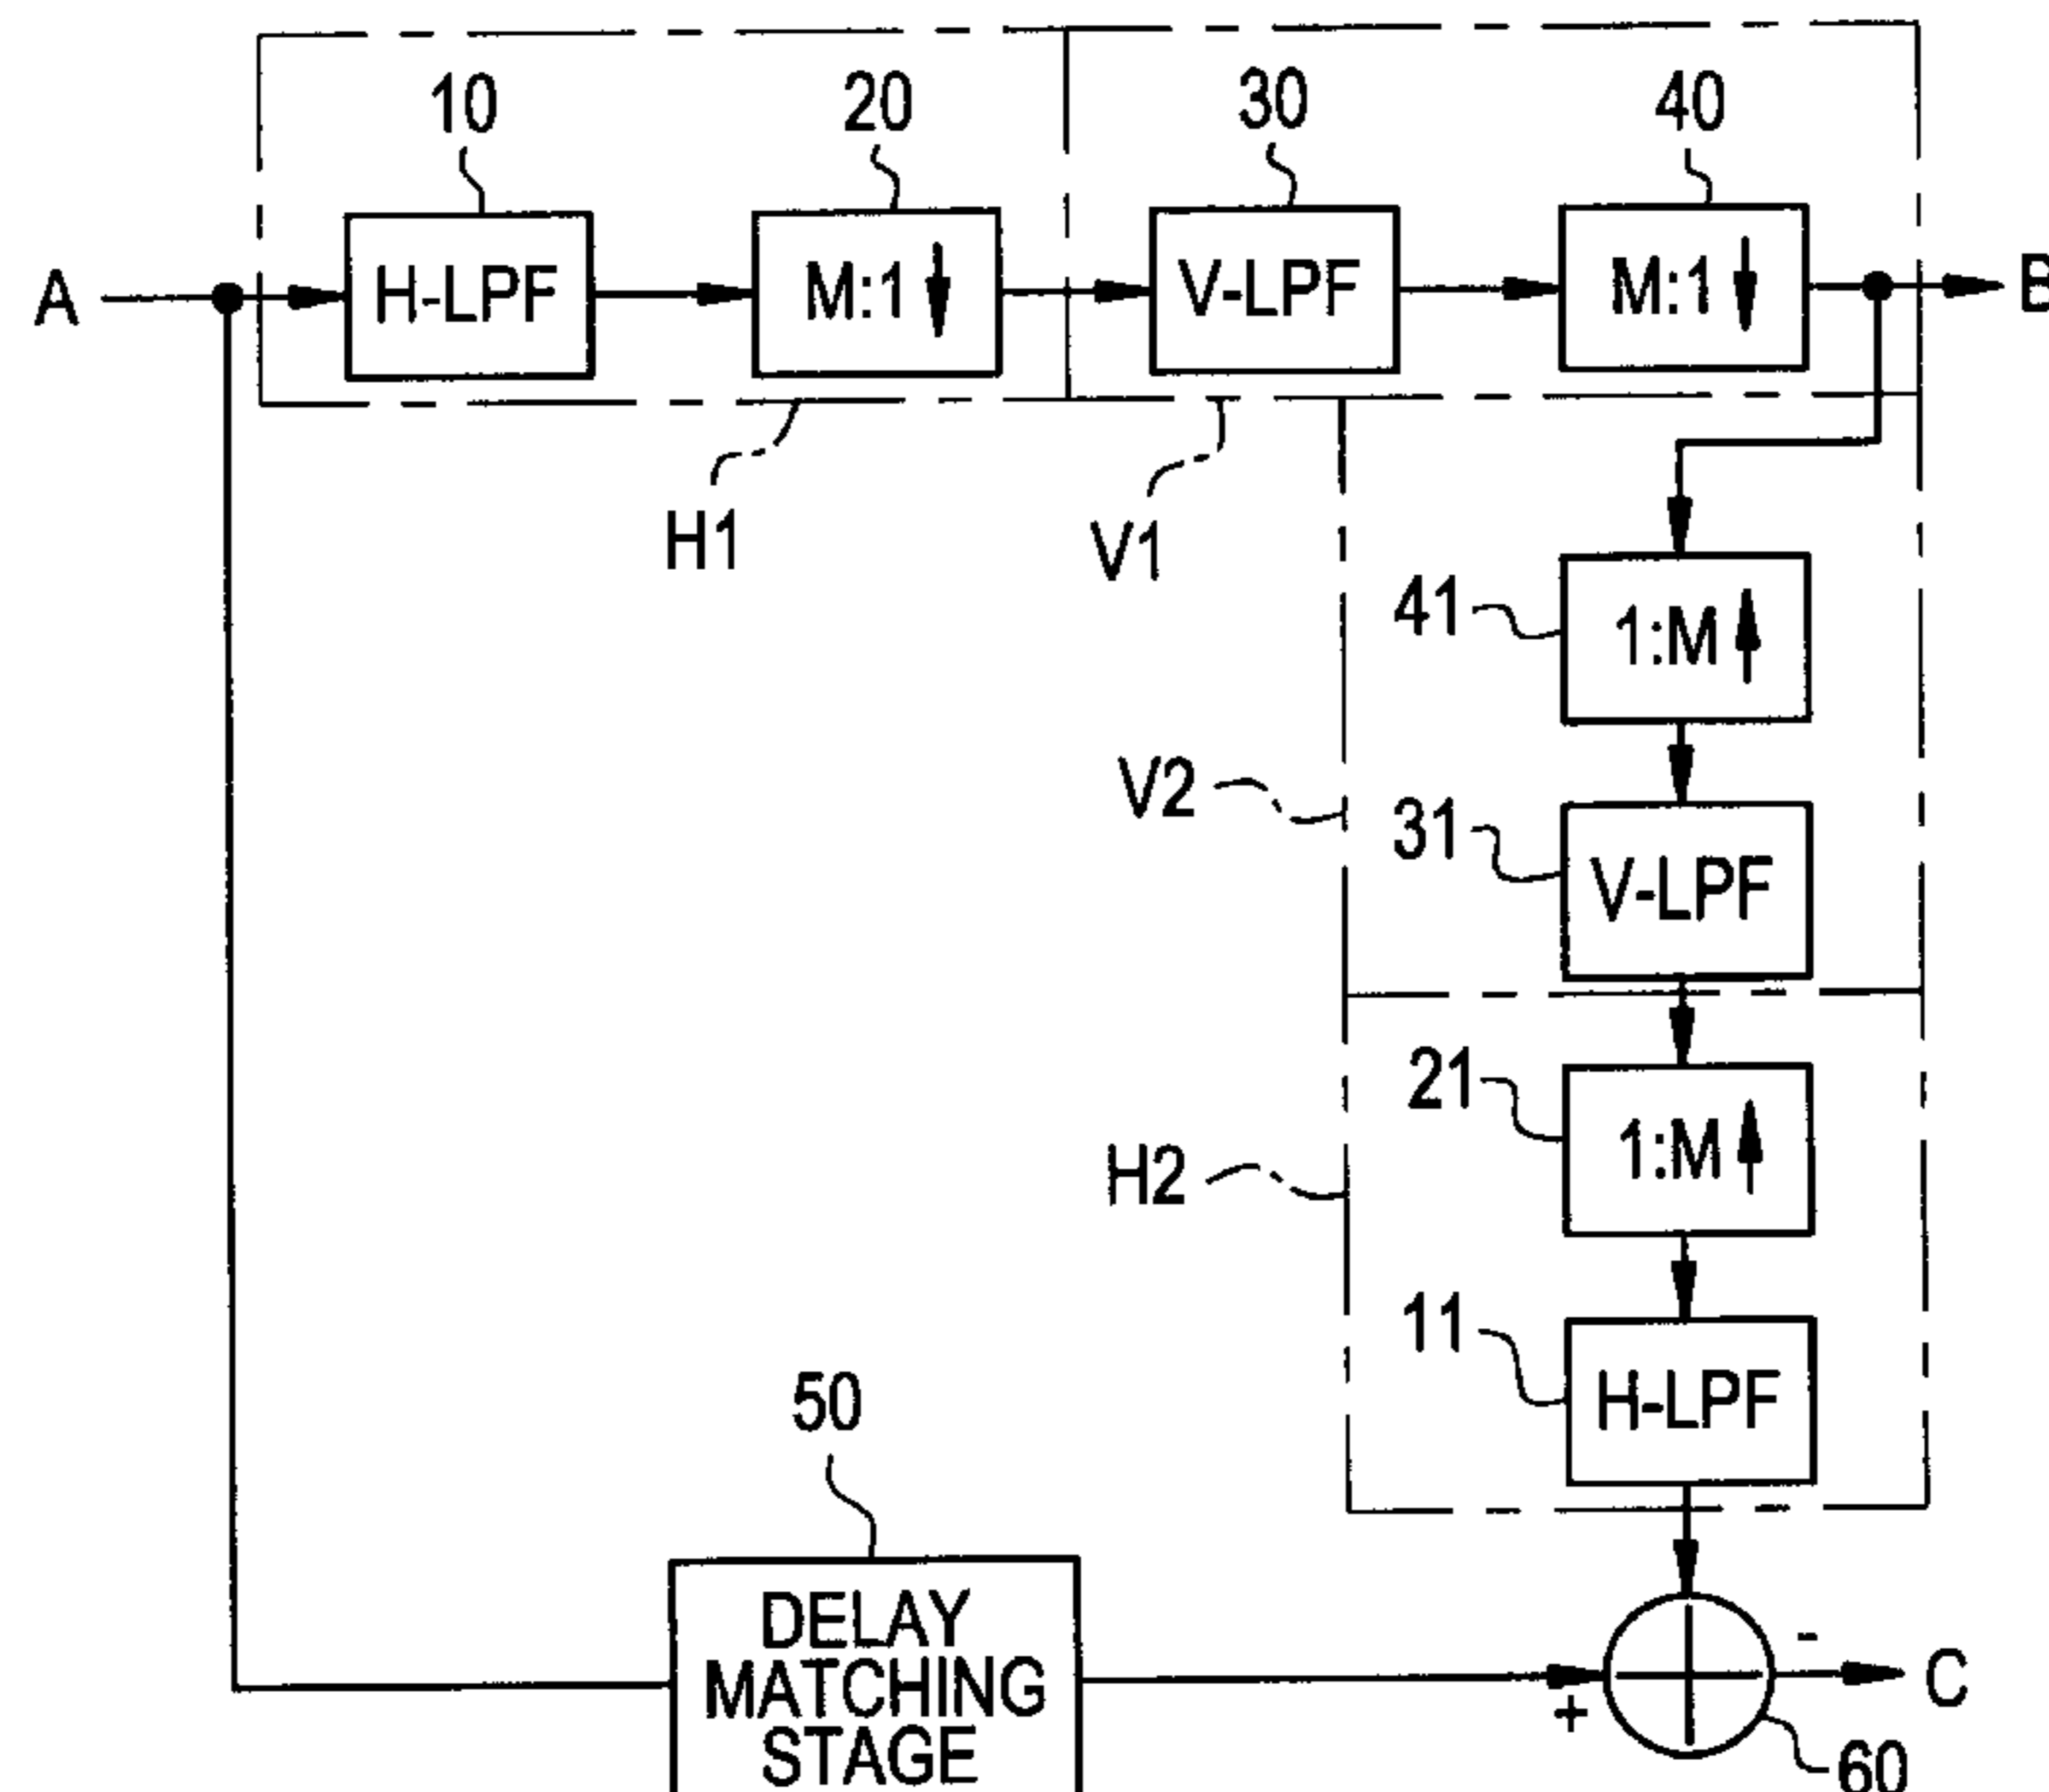 10
20
30
40
A
H-LPF
M:1
V-LPF
M:1
B
H1
V1
41
1:M
V2
31
V-LPF
21
1:M
H2
11
H-LPF
50
DELAY
MATCHING
STAGE
+
-
C
60